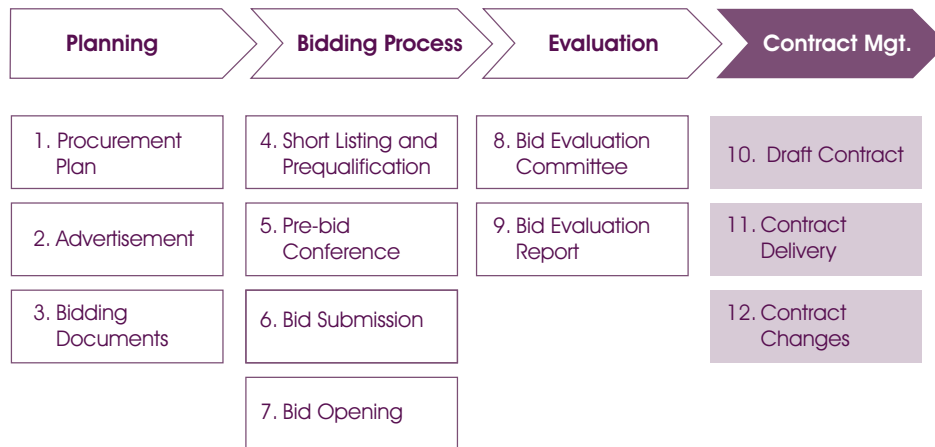 Planning
Bidding Process
Evaluation
Contract Mgt.
1. Procurement
Plan
2. Advertisement
3. Bidding
Documents
4. Short Listing and
Prequalification
5. Pre-bid
Conference
6. Bid Submission
7. Bid Opening
8. Bid Evaluation
Committee
9. Bid Evaluation
Report
10. Draft Contract
11. Contract
Delivery
12. Contract
Changes